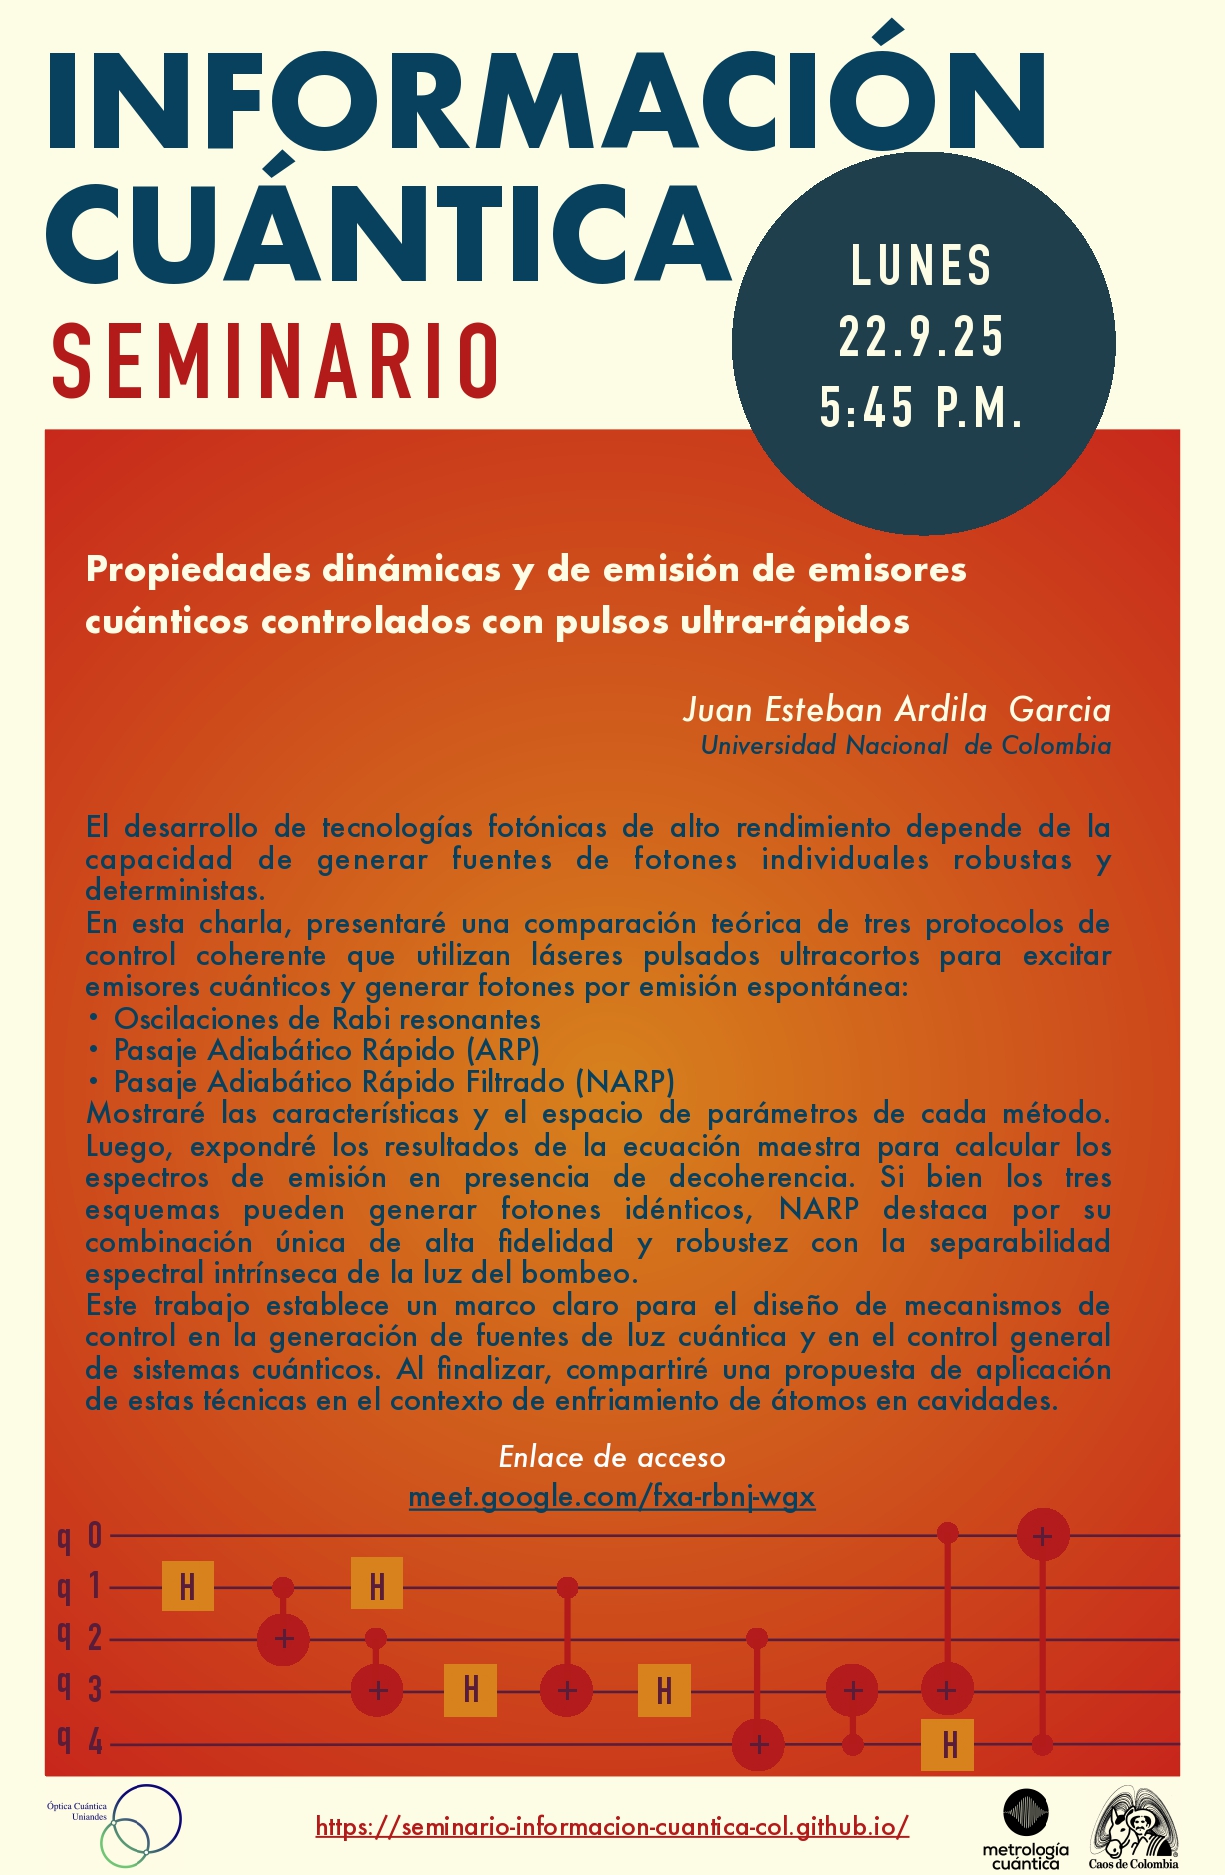 INFORMACIÓN
CUÁNTICA
SEMINARIO
LUNES
22.9.25
5:45 P.M.
Propiedades dinámicas y de emisión de emisores
cuánticos controlados con pulsos ultra-rápidos
Juan Esteban Ardila Garcia
Universidad Nacional de Colombia
El desarrollo de tecnologías fotónicas de alto rendimiento depende de la
capacidad de generar fuentes de fotones individuales robustas y
deterministas.
En esta charla, presentaré una comparación teórica de tres protocolos de
control coherente que utilizan láseres pulsados ultracortos para excitar
emisores cuánticos y generar fotones por emisión espontánea:
• Oscilaciones de Rabi resonantes
• Pasaje Adiabático Rápido (ARP)
• Pasaje Adiabático Rápido Filtrado (NARP)
Mostraré las características y el espacio de parámetros de cada método.
Luego, expondré los resultados de la ecuación maestra para calcular los
espectros de emisión en presencia de decoherencia. Si bien los tres
esquemas pueden generar fotones idénticos, NARP destaca por su
combinación única de alta fidelidad y robustez con la separabilidad
espectral intrínseca de la luz del bombeo.
Este trabajo establece un marco claro para el diseño de mecanismos de
control en la generación de fuentes de luz cuántica y en el control general
de sistemas cuánticos. Al finalizar, compartiré una propuesta de aplicación
de estas técnicas en el contexto de enfriamiento de átomos en cavidades.
Enlace de acceso
meet.google.com/fxa-rbnj-wgx
q 0 +
q 1 H H
q 2 +
q 3 + H + H + +
q 4 + H
Óptica Cuántica
Uniandes
https://seminario-informacion-cuantica-col.github.io/
metrología
cuántica
Caos de Colombia